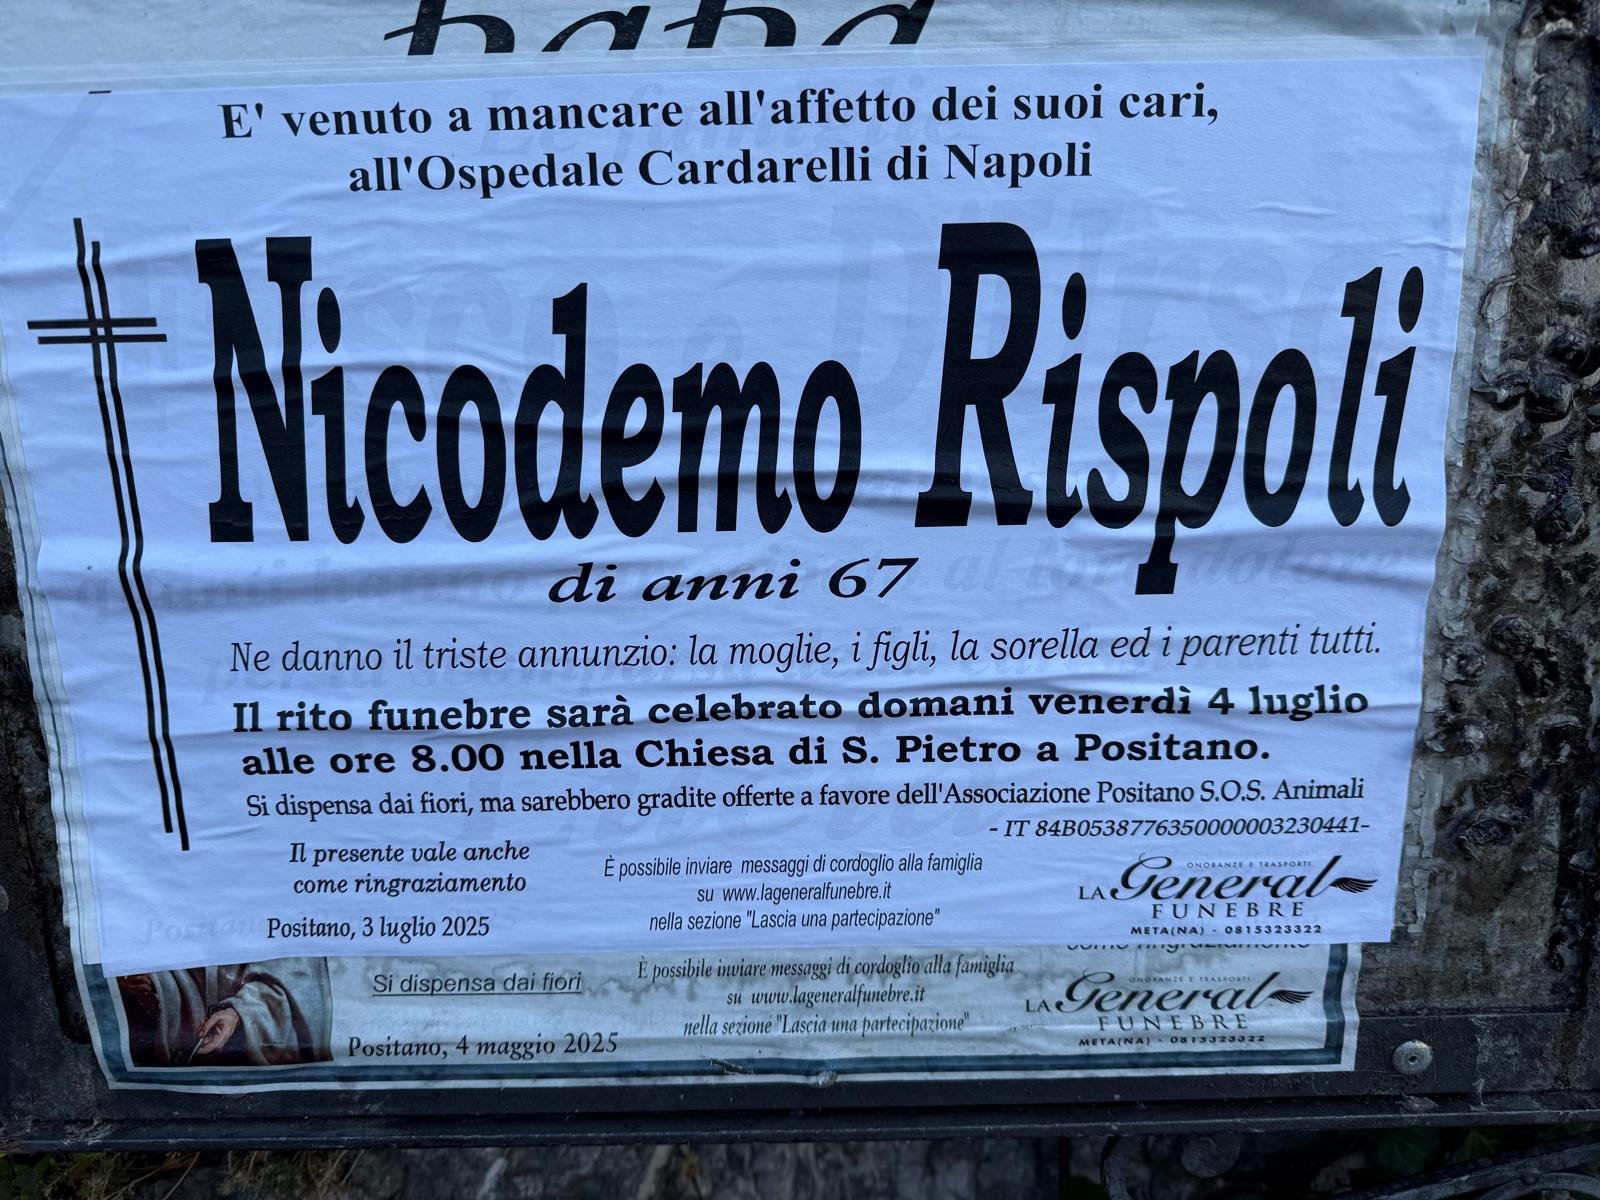 E' venuto a mancare all'affetto dei suoi cari,
all'Ospedale Cardarelli di Napoli
Nicodemo Rispoli
di anni 67
Ne danno il triste annunzio: la moglie, i figli, la sorella ed i parenti tutti.
Il rito funebre sarà celebrato domani venerdì 4 luglio
alle ore 8.00 nella Chiesa di S. Pietro a Positano.
Si dispensa dai fiori, ma sarebbero gradite offerte a favore dell'Associazione Positano S.O.S. Animali
- IT 84B0538776350000003230441-
Il presente vale anche
come ringraziamento
Positano, 3 luglio 2025
È possibile inviare messaggi di cordoglio alla famiglia
su www.lageneralfunebre.it
nella sezione "Lascia una partecipazione"
ONORANZE E TRASPORTI
LA General
FUNEBRE
META(NA) - 0815323322
come ringraziamento
Si dispensa dai fiori
Positano, 4 maggio 2025
È possibile inviare messaggi di cordoglio alla famiglia
su www.lageneralfunebre.it
nella sezione "Lascia una partecipazione"
ONORANZE E TRASPORTI
LA General
FUNEBRE
META(NA) - 0815323322